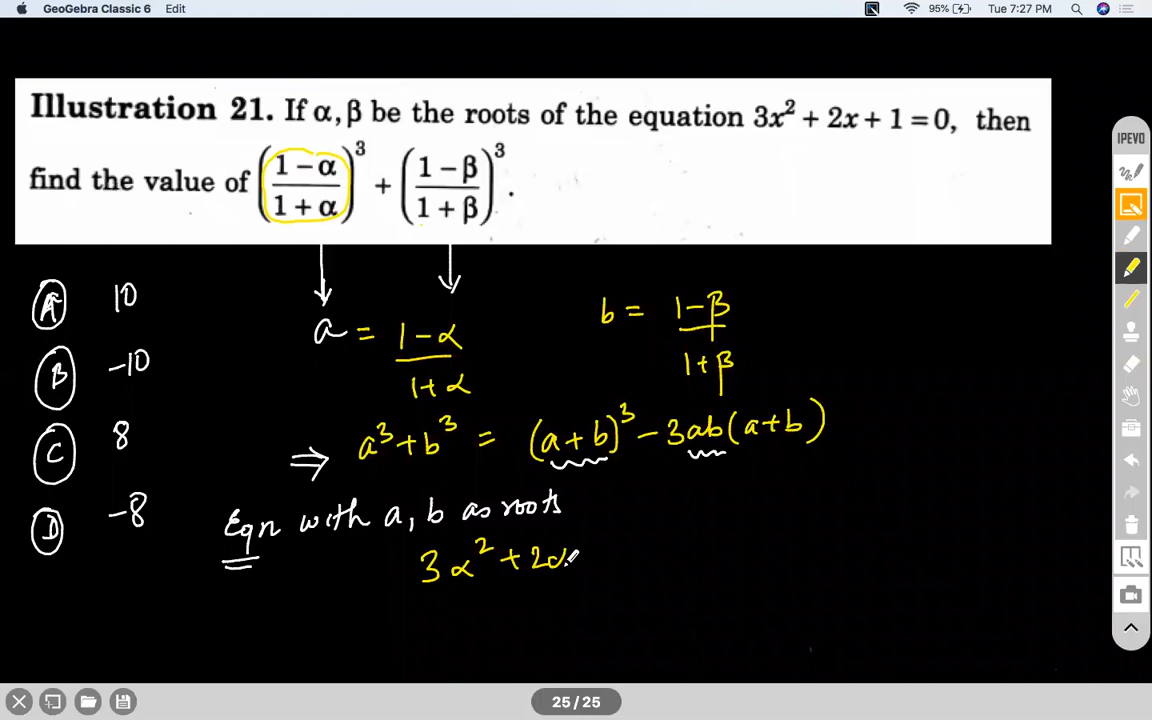 GeoGebra Classic 6 Edit 95% Tue 7:27 PM
Illustration 21. If α, β be the roots of the equation 3x² + 2x + 1 = 0, then
find the value of ((1 − α)/(1 + α))³ + ((1 − β)/(1 + β))³.
IPEVO
A 10
B −10
C 8
D −8
a = (1 − α)/(1 + α)
b = (1 − β)/(1 + β)
⇒ a³ + b³ = (a + b)³ − 3ab(a + b)
Eqn with a, b as roots
3α² + 2α
25 / 25